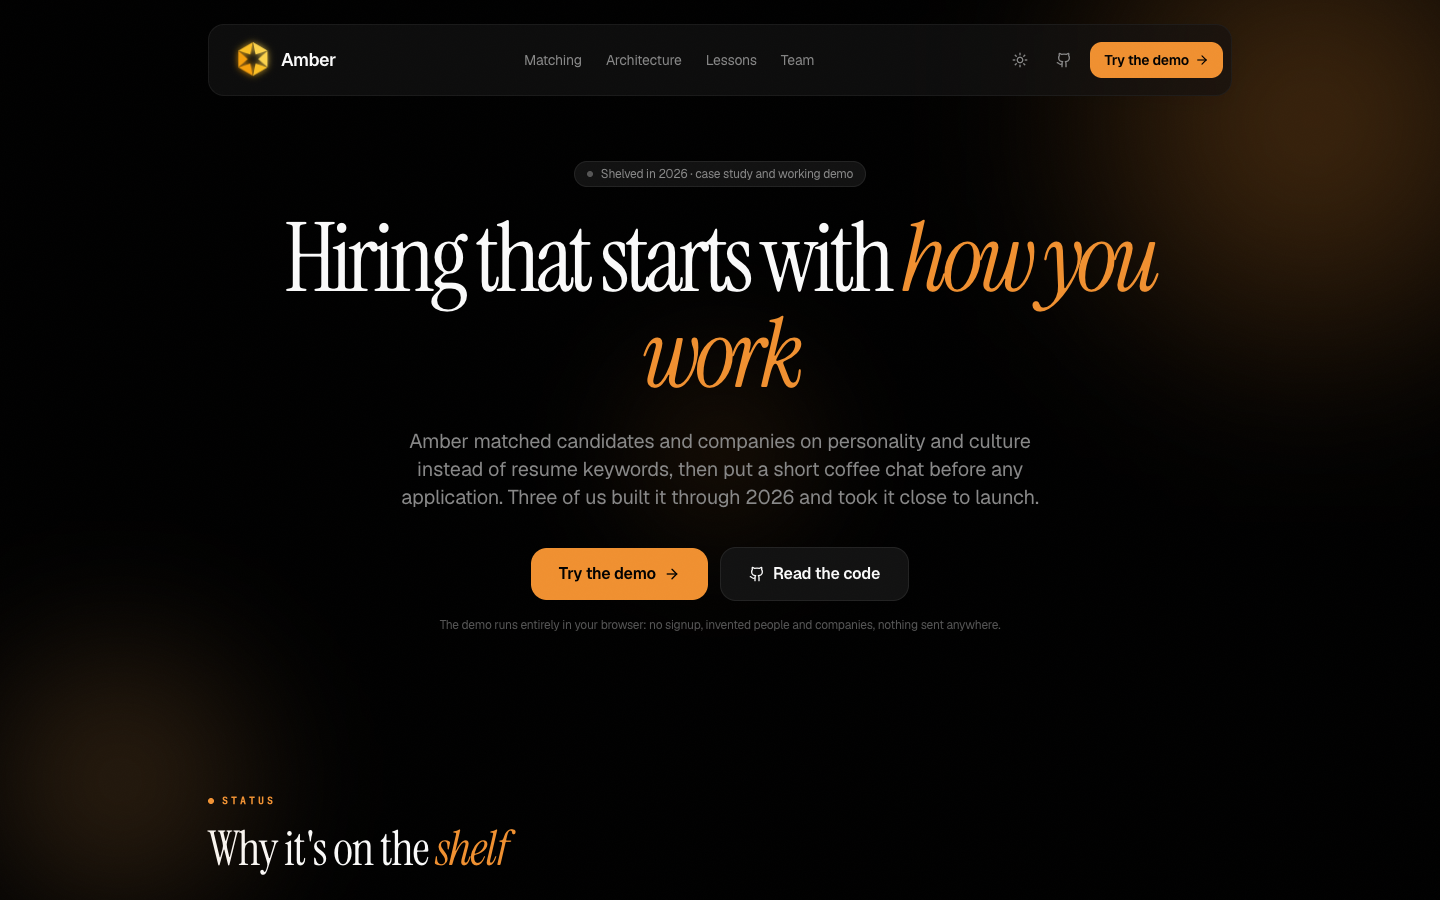 Amber
Matching
Architecture
Lessons
Team
Try the demo →
Shelved in 2026 · case study and working demo
Hiring that starts with how you
work
Amber matched candidates and companies on personality and culture
instead of resume keywords, then put a short coffee chat before any
application. Three of us built it through 2026 and took it close to launch.
Try the demo →
Read the code
The demo runs entirely in your browser: no signup, invented people and companies, nothing sent anywhere.
STATUS
Why it's on the shelf